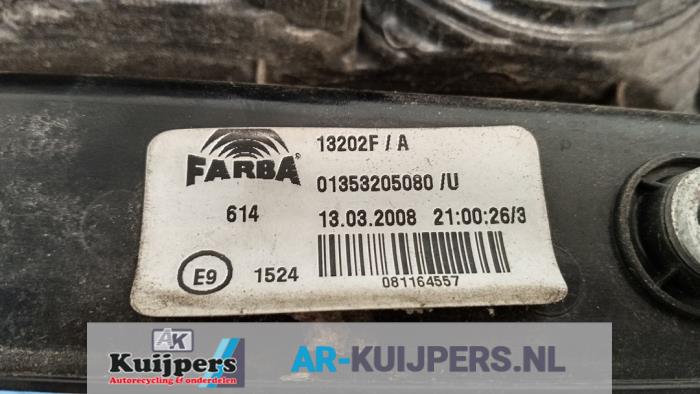 FARBA
13202F / A
01353205080 /U
614
13.03.2008 21:00:26/3
E9
1524
081164557
AK
Kuijpers
Autorecycling & onderdelen
AR-KUIJPERS.NL